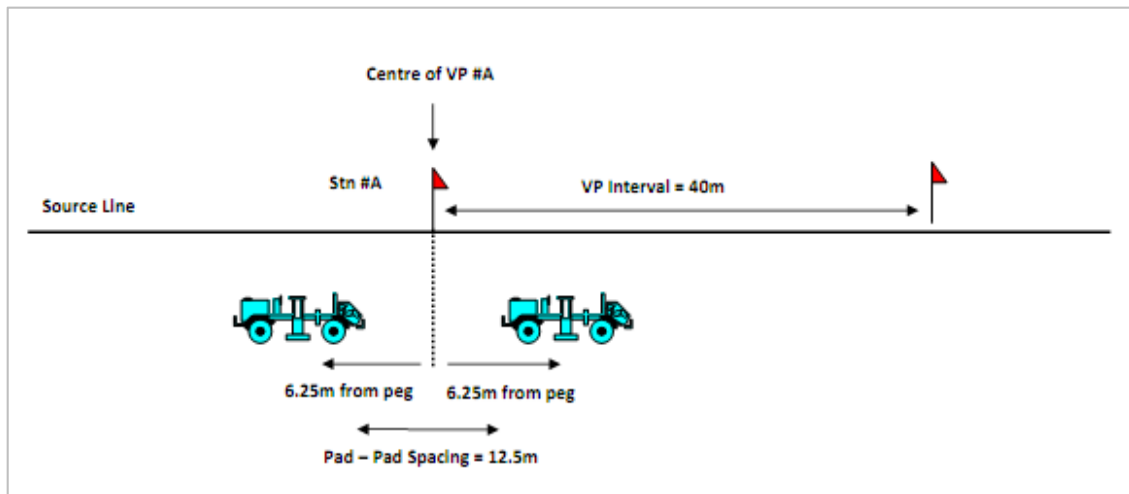 Centre of VP #A
Stn #A
VP Interval = 40m
Source Line
6.25m from peg
6.25m from peg
Pad – Pad Spacing = 12.5m